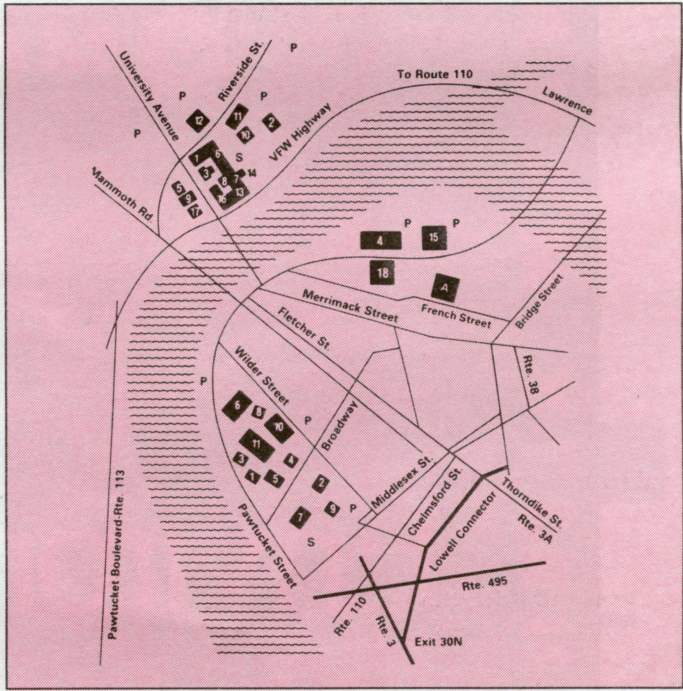 University Avenue
Riverside St.
P
P
P
P
To Route 110
Lawrence
VFW Highway
12
11
2
10
1
6
S
3
14
8
7
13
16
5
9
17
Mammoth Rd.
P
P
4
15
18
A
Merrimack Street
French Street
Bridge Street
Fletcher St.
Rte. 38
Wilder Street
P
P
6
8
10
11
Broadway
3
4
1
5
2
9
P
7
S
Middlesex St.
Chelmsford St.
Lowell Connector
Thorndike St.
Rte. 3A
Pawtucket Street
Pawtucket Boulevard-Rte. 113
Rte. 495
Rte. 110
Rte. 3
Exit 30N